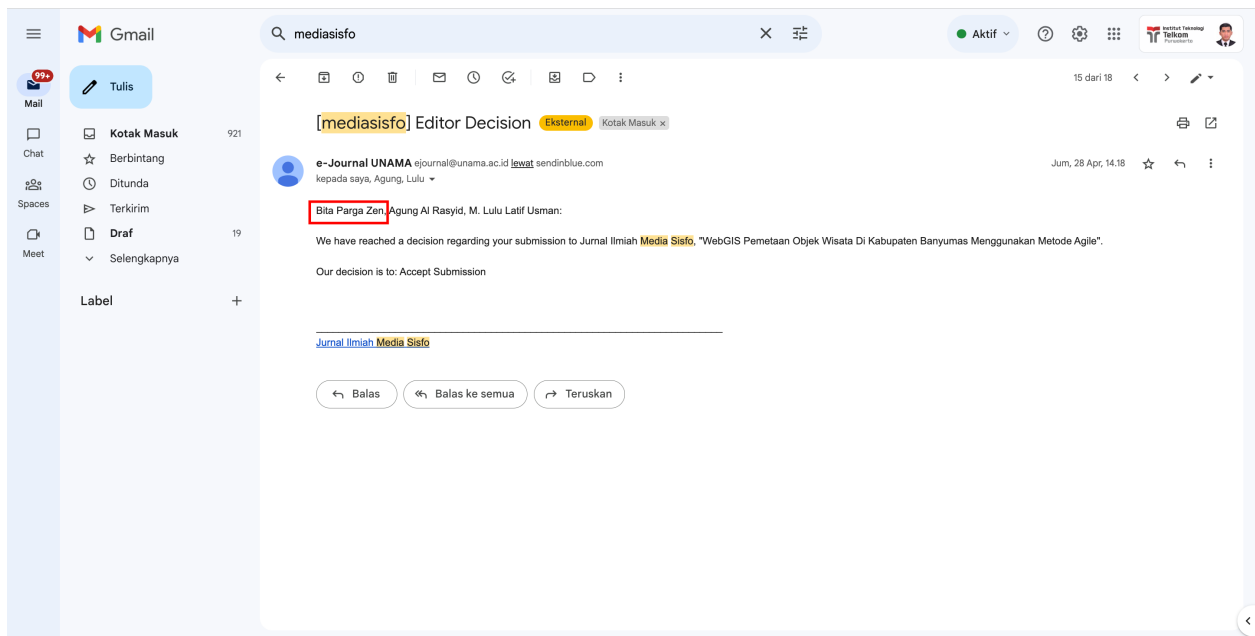 Gmail
mediasisfo
Aktif
Institut Teknologi
Telkom
Purwokerto
99+
Mail
Chat
Spaces
Meet
Tulis
Kotak Masuk 921
Berbintang
Ditunda
Terkirim
Draf 19
Selengkapnya
Label
15 dari 18
[mediasisfo] Editor Decision Eksternal Kotak Masuk ×
e-Journal UNAMA ejournal@unama.ac.id lewat sendinblue.com Jum, 28 Apr, 14.18
kepada saya, Agung, Lulu
Bita Parga Zen, Agung Al Rasyid, M. Lulu Latif Usman:
We have reached a decision regarding your submission to Jurnal Ilmiah Media Sisfo, "WebGIS Pemetaan Objek Wisata Di Kabupaten Banyumas Menggunakan Metode Agile".
Our decision is to: Accept Submission
Jurnal Ilmiah Media Sisfo
Balas Balas ke semua Teruskan